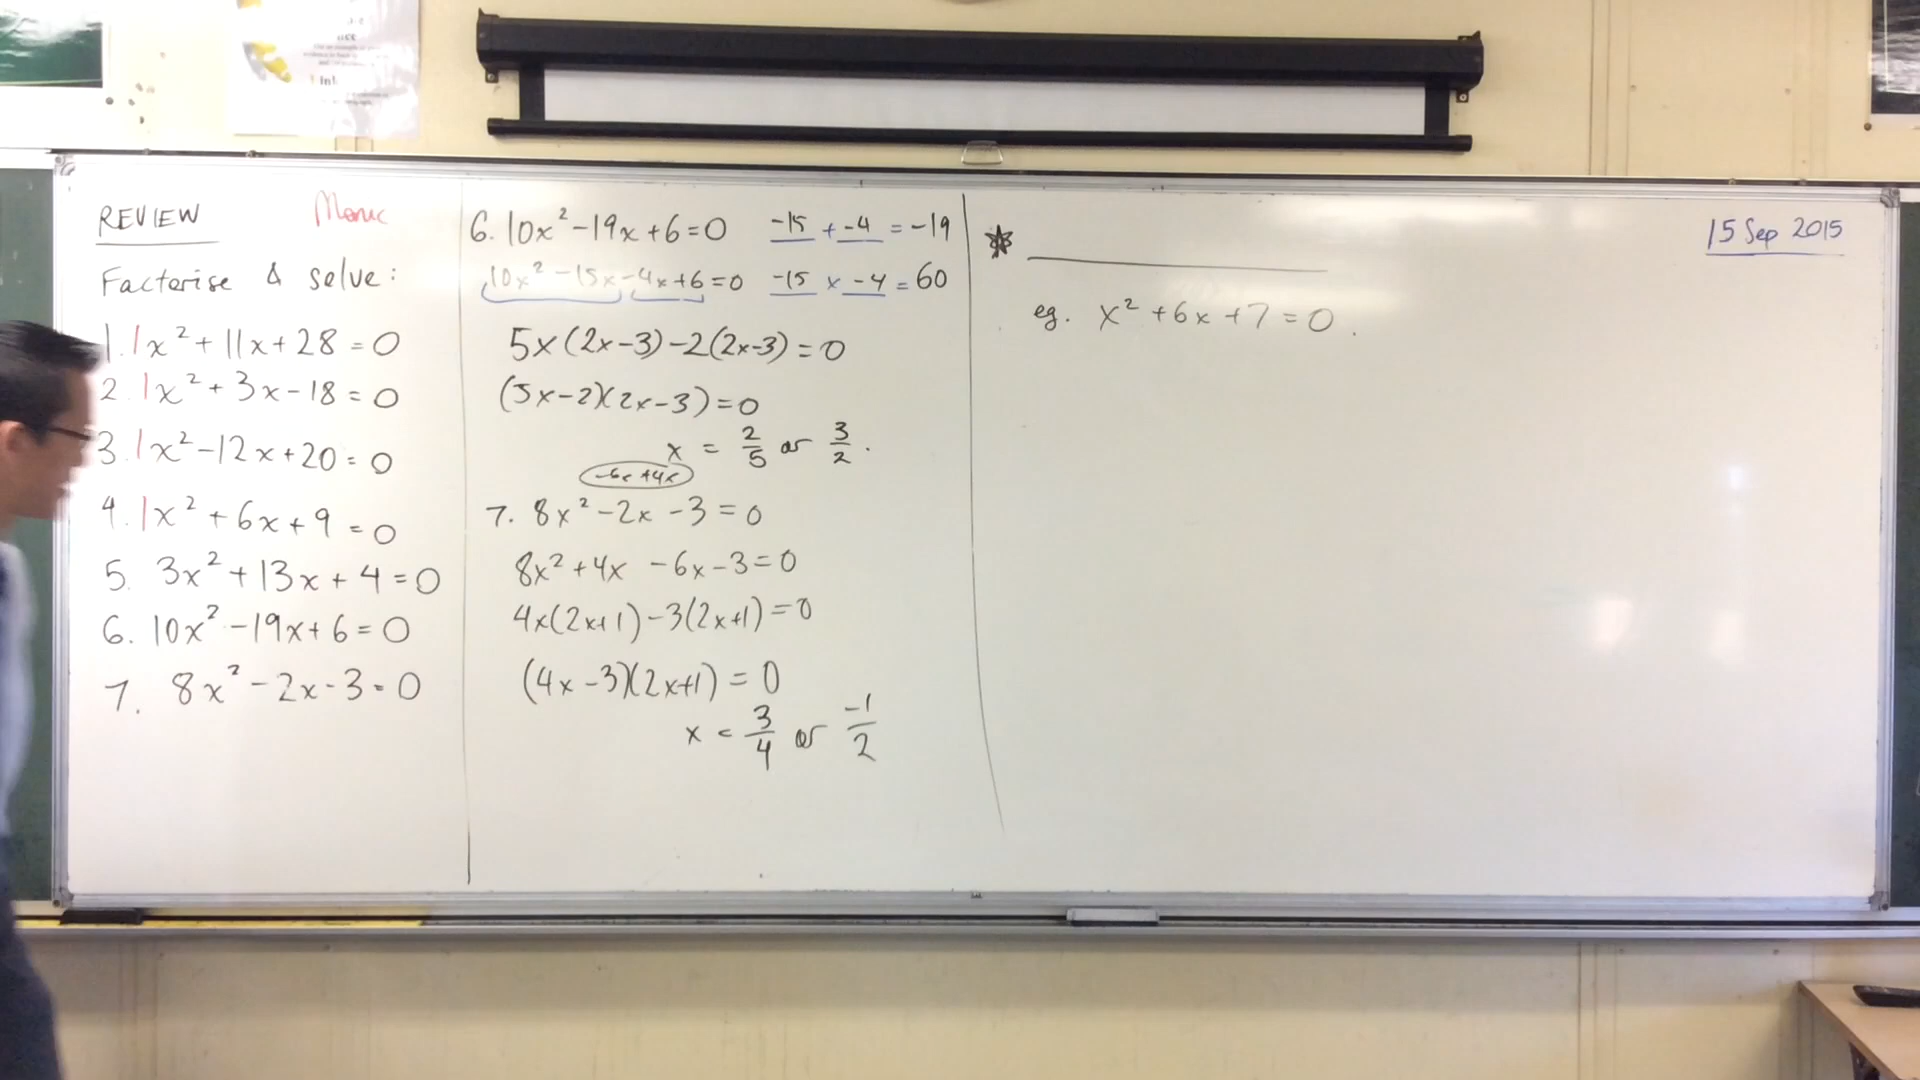 REVIEW Monic
Factorise & solve:
1. 1x² + 11x + 28 = 0
2. 1x² + 3x - 18 = 0
3. 1x² - 12x + 20 = 0
4. 1x² + 6x + 9 = 0
5. 3x² + 13x + 4 = 0
6. 10x² - 19x + 6 = 0
7. 8x² - 2x - 3 = 0
6. 10x² - 19x + 6 = 0 -15 + -4 = -19
10x² - 15x - 4x + 6 = 0 -15 x -4 = 60
5x(2x-3) - 2(2x-3) = 0
(5x-2)(2x-3) = 0
x = 2/5 or 3/2.
-6x +4x
7. 8x² - 2x - 3 = 0
8x² + 4x - 6x - 3 = 0
4x(2x+1) - 3(2x+1) = 0
(4x-3)(2x+1) = 0
x = 3/4 or -1/2
15 Sep 2015
eg. x² + 6x + 7 = 0.